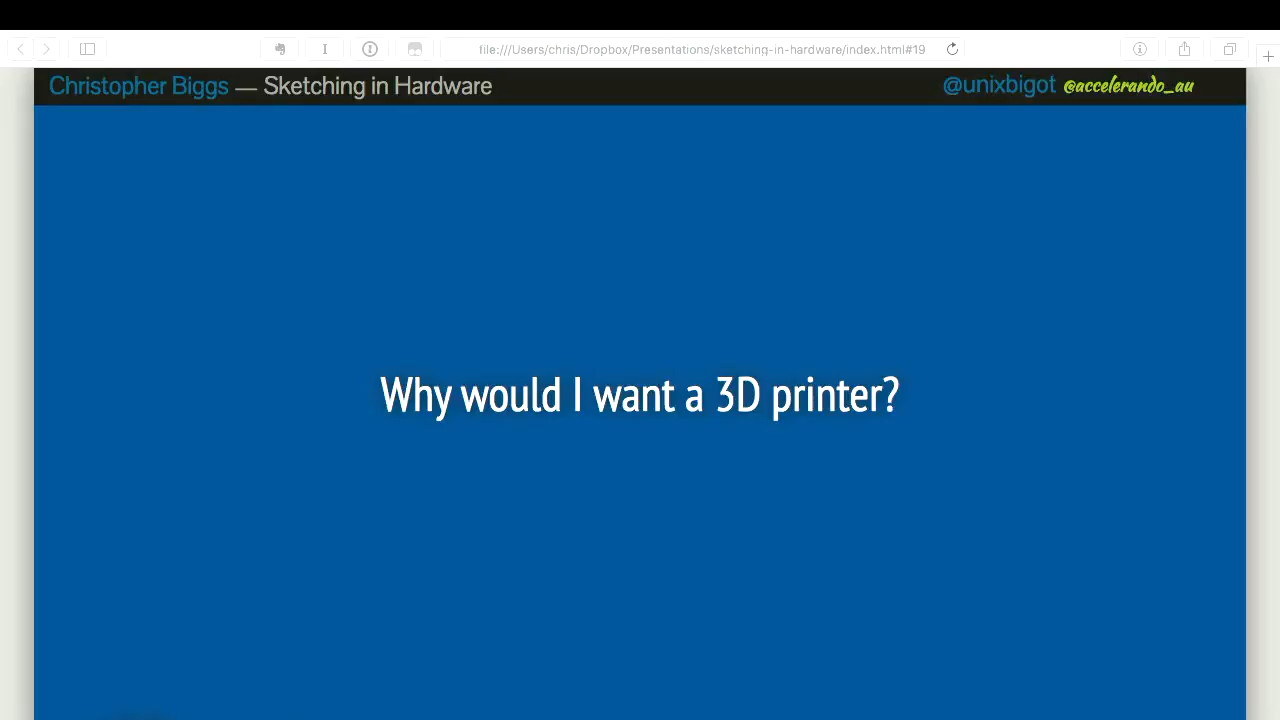 file:///Users/chris/Dropbox/Presentations/sketching-in-hardware/index.html#19
Christopher Biggs — Sketching in Hardware
@unixbigot @accelerando_au
Why would I want a 3D printer?